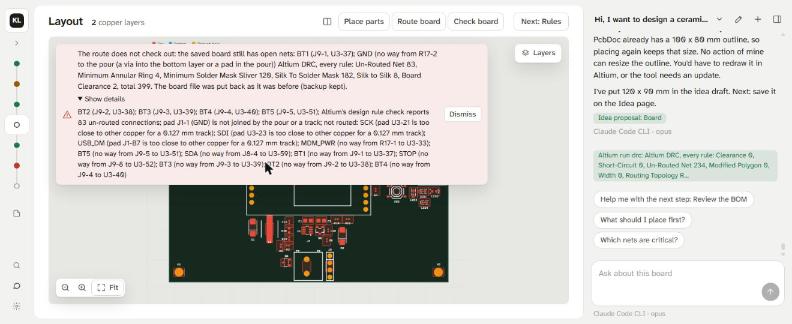 KL
Layout
2 copper layers
Place parts
Route board
Check board
Next: Rules
The route does not check out: the saved board still has open nets: BT1 (J9-1, U3-37); GND (no way from R17-2
to the pour (a via into the bottom layer or a pad in the pour)) Altium DRC, every rule: Un-Routed Net 83,
Minimum Annular Ring 4, Minimum Solder Mask Sliver 120, Silk To Solder Mask 182, Silk to Silk 8, Board
Clearance 2, total 399. The board file was put back as it was before (backup kept).
▼ Show details
BT2 (J9-2, U3-38); BT3 (J9-3, U3-39); BT4 (J9-4, U3-40); BT5 (J9-5, U3-51); Altium's design rule check reports
83 un-routed connections; pad J1-1 (GND) is not joined by the pour or a track; not routed: SCK (pad U3-21 is too
close to other copper for a 0.127 mm track); SDI (pad U3-23 is too close to other copper for a 0.127 mm track);
USB_DM (pad J1-B7 is too close to other copper for a 0.127 mm track); MDM_PWR (no way from R17-1 to U3-33);
BT5 (no way from J9-5 to U3-51); SDA (no way from J8-4 to U3-59); BT1 (no way from J9-1 to U3-37); STOP (no
way from J8-6 to U3-52); BT3 (no way from J9-3 to U3-39); BT2 (no way from J9-2 to U3-38); BT4 (no way from
J9-4 to U3-40)
Dismiss
Layers
Fit
Hi, I want to design a cerami...
PcbDoc already has a 100 x 80 mm outline, so
placing again keeps that size. No action of mine
can resize the outline. You'd have to redraw it in
Altium, or the tool needs an update.
I've put 120 x 90 mm in the idea draft. Next: save it
on the Idea page.
Idea proposal: Board
Claude Code CLI · opus
Altium run drc: Altium DRC, every rule: Clearance 0,
Short-Circuit 0, Un-Routed Net 234, Modified Polygon 0,
Width 0, Routing Topology R...
Help me with the next step: Review the BOM
What should I place first?
Which nets are critical?
Ask about this board
Claude Code CLI · opus